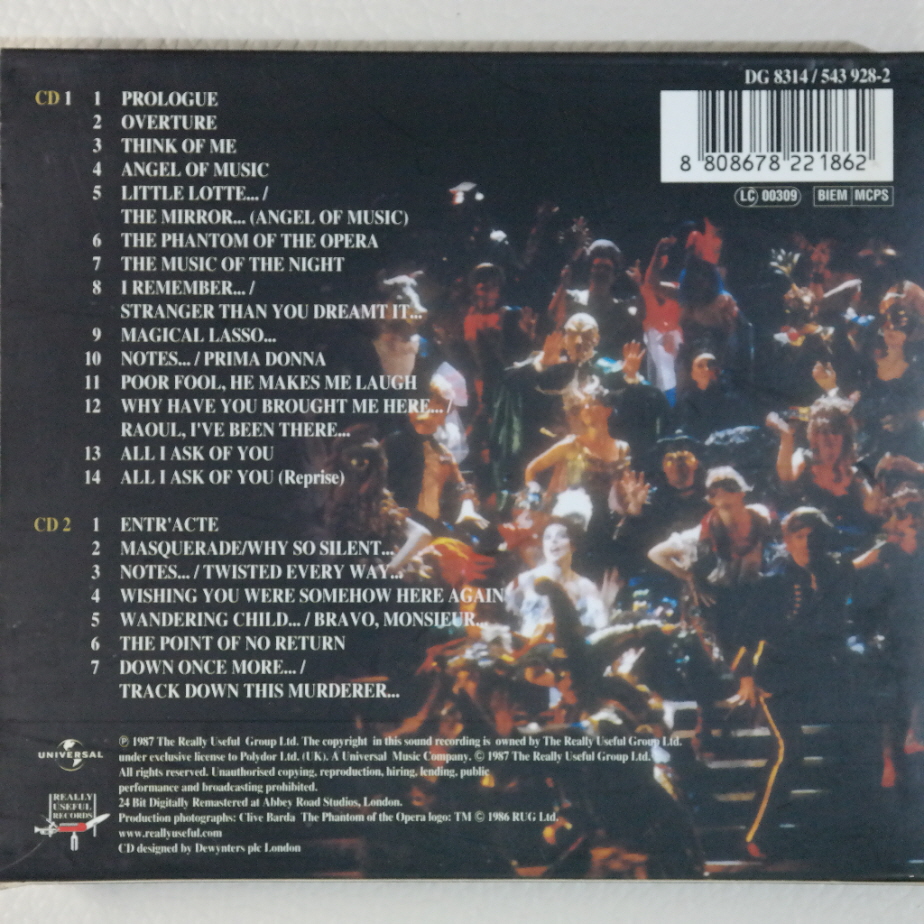 DG 8314 / 543 928-2
8 808678 221862
LC 00309 BIEM MCPS
CD 1 1 PROLOGUE
2 OVERTURE
3 THINK OF ME
4 ANGEL OF MUSIC
5 LITTLE LOTTE... /
THE MIRROR... (ANGEL OF MUSIC)
6 THE PHANTOM OF THE OPERA
7 THE MUSIC OF THE NIGHT
8 I REMEMBER... /
STRANGER THAN YOU DREAMT IT...
9 MAGICAL LASSO...
10 NOTES... / PRIMA DONNA
11 POOR FOOL, HE MAKES ME LAUGH
12 WHY HAVE YOU BROUGHT ME HERE... /
RAOUL, I'VE BEEN THERE...
13 ALL I ASK OF YOU
14 ALL I ASK OF YOU (Reprise)
CD 2 1 ENTR'ACTE
2 MASQUERADE/WHY SO SILENT...
3 NOTES... / TWISTED EVERY WAY...
4 WISHING YOU WERE SOMEHOW HERE AGAIN
5 WANDERING CHILD... / BRAVO, MONSIEUR...
6 THE POINT OF NO RETURN
7 DOWN ONCE MORE... /
TRACK DOWN THIS MURDERER...
UNIVERSAL
REALLY
USEFUL
RECORDS
℗ 1987 The Really Useful Group Ltd. The copyright in this sound recording is owned by The Really Useful Group Ltd.
under exclusive license to Polydor Ltd. (UK). A Universal Music Company. © 1987 The Really Useful Group Ltd.
All rights reserved. Unauthorised copying, reproduction, hiring, lending, public
performance and broadcasting prohibited.
24 Bit Digitally Remastered at Abbey Road Studios, London.
Production photographs: Clive Barda The Phantom of the Opera logo: TM © 1986 RUG Ltd.
www.reallyuseful.com
CD designed by Dewynters plc London